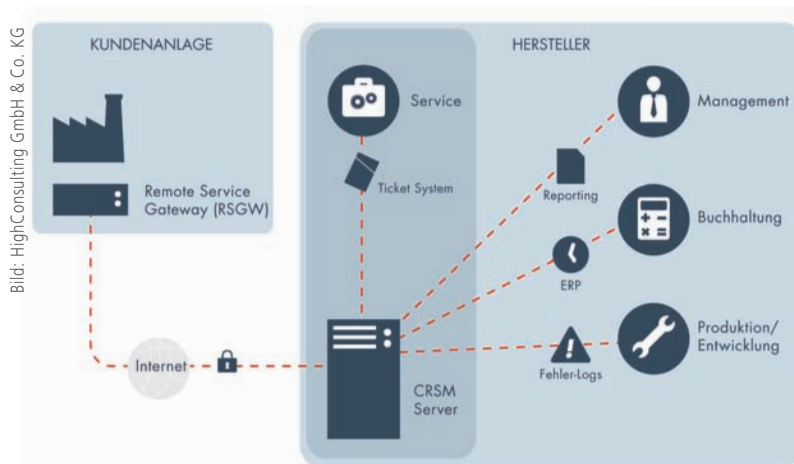 Bild: HighConsulting GmbH & Co. KG
KUNDENANLAGE
Remote Service
Gateway (RSGW)
Internet
HERSTELLER
Service
Ticket System
CRSM
Server
Reporting
Management
ERP
Buchhaltung
Fehler-Logs
Produktion/
Entwicklung